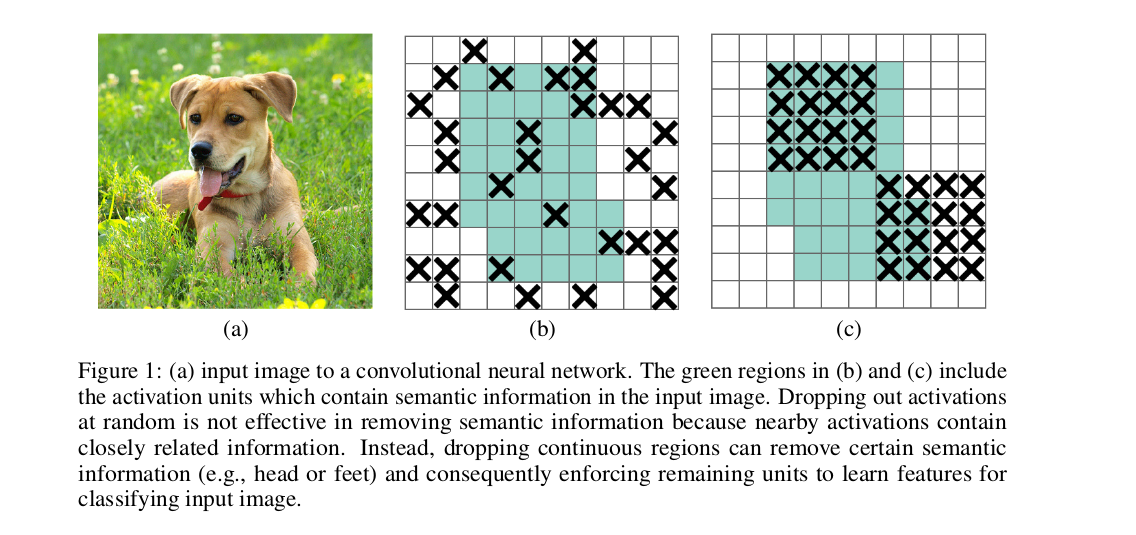 (a)
(b)
(c)
Figure 1: (a) input image to a convolutional neural network. The green regions in (b) and (c) include
the activation units which contain semantic information in the input image. Dropping out activations
at random is not effective in removing semantic information because nearby activations contain
closely related information. Instead, dropping continuous regions can remove certain semantic
information (e.g., head or feet) and consequently enforcing remaining units to learn features for
classifying input image.